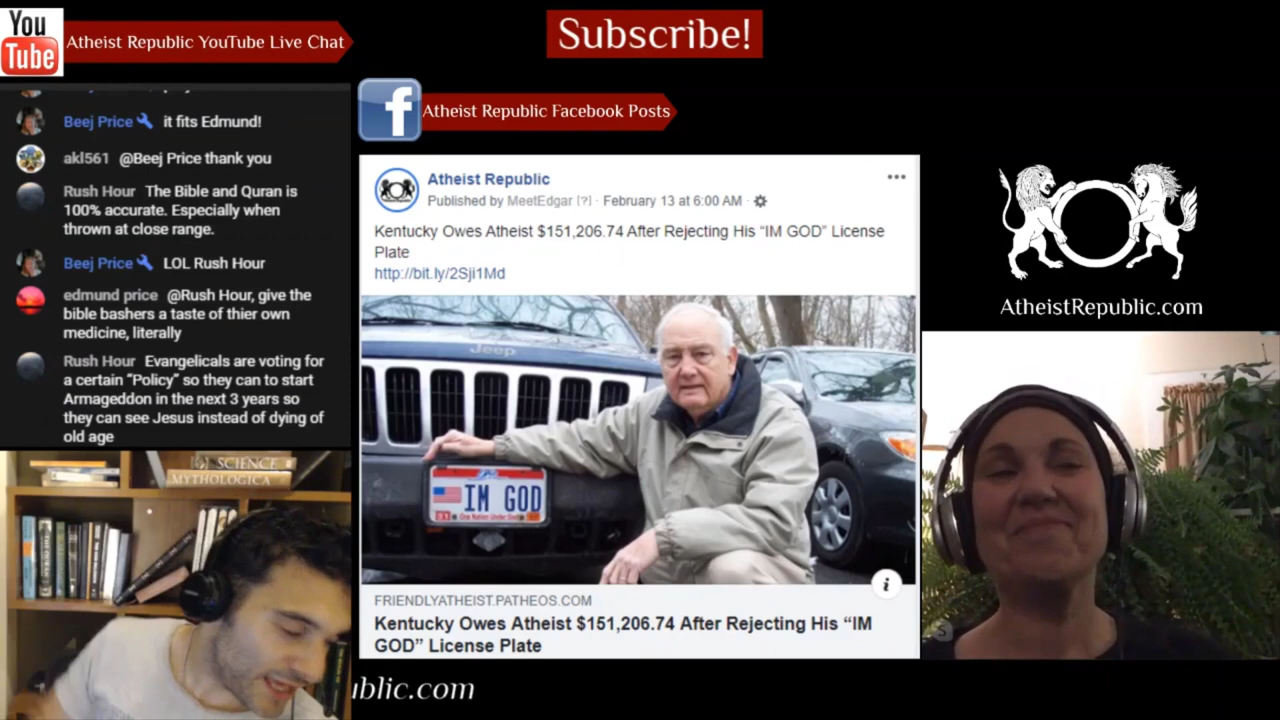 You
Tube
Atheist Republic YouTube Live Chat
Subscribe!
Beej Price it fits Edmund!
akl561 @Beej Price thank you
Rush Hour The Bible and Quran is
100% accurate. Especially when
thrown at close range.
Beej Price LOL Rush Hour
edmund price @Rush Hour, give the
bible bashers a taste of thier own
medicine, literally
Rush Hour Evangelicals are voting for
a certain “Policy” so they can to start
Armageddon in the next 3 years so
they can see Jesus instead of dying of
old age
SCIENCE
MYTHOLOGICA
f
Atheist Republic Facebook Posts
Atheist Republic
Published by MeetEdgar [?] · February 13 at 6:00 AM ·
Kentucky Owes Atheist $151,206.74 After Rejecting His “IM GOD” License
Plate
http://bit.ly/2Sji1Md
Jeep
IM GOD
One Nation Under God
i
FRIENDLYATHEIST.PATHEOS.COM
Kentucky Owes Atheist $151,206.74 After Rejecting His “IM
GOD” License Plate
ublic.com
AtheistRepublic.com
S